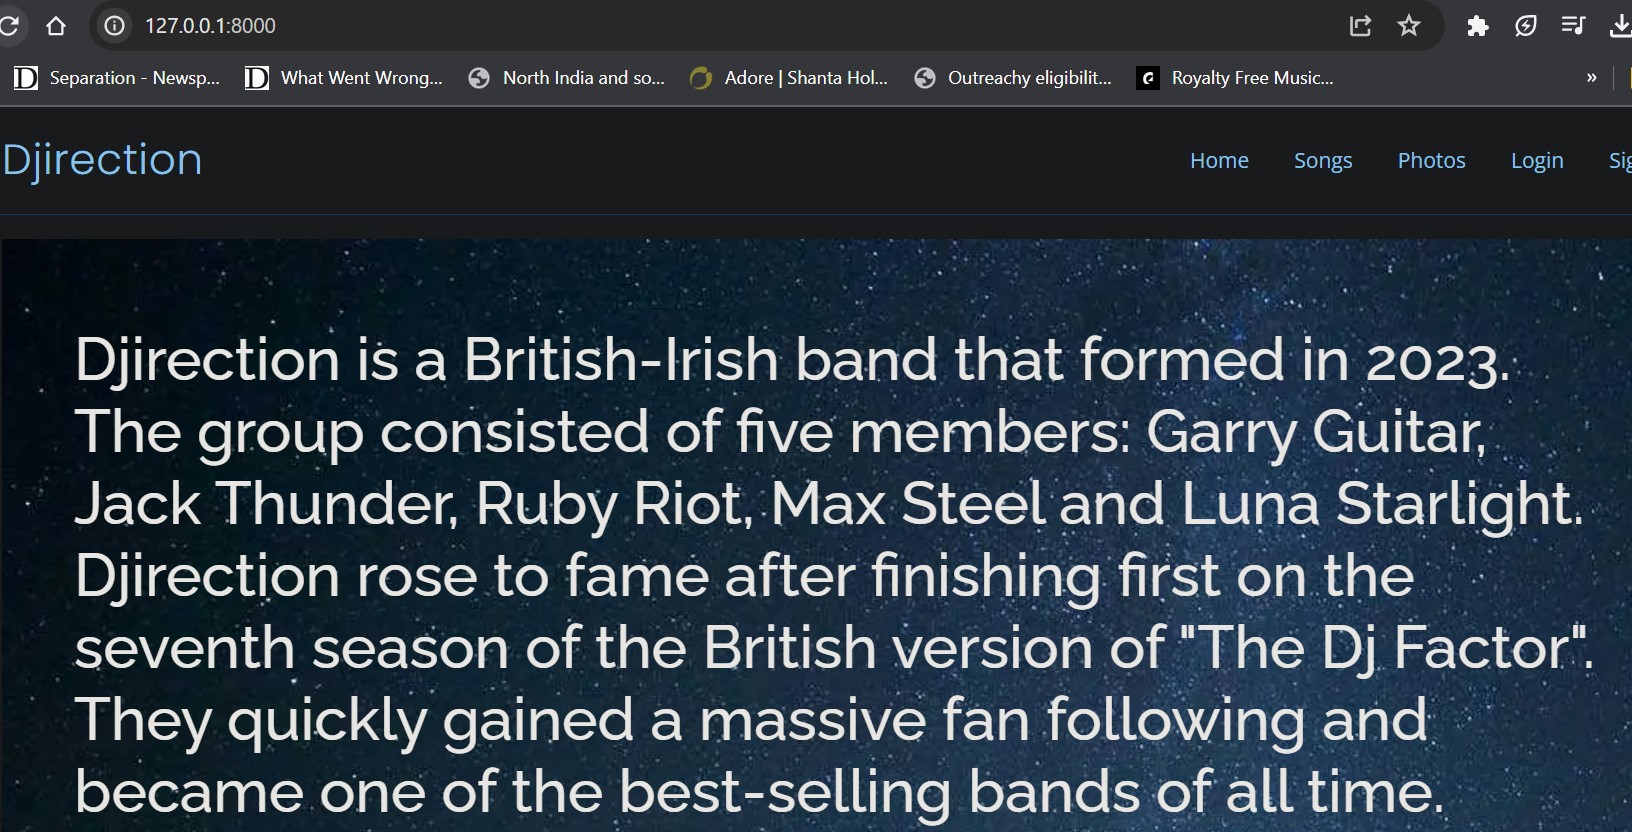 127.0.0.1:8000
Separation - Newsp... What Went Wrong... North India and so... Adore | Shanta Hol... Outreachy eligibilit... Royalty Free Music... »
Djirection
Home Songs Photos Login
Djirection is a British-Irish band that formed in 2023.
The group consisted of five members: Garry Guitar,
Jack Thunder, Ruby Riot, Max Steel and Luna Starlight.
Djirection rose to fame after finishing first on the
seventh season of the British version of "The Dj Factor".
They quickly gained a massive fan following and
became one of the best-selling bands of all time.